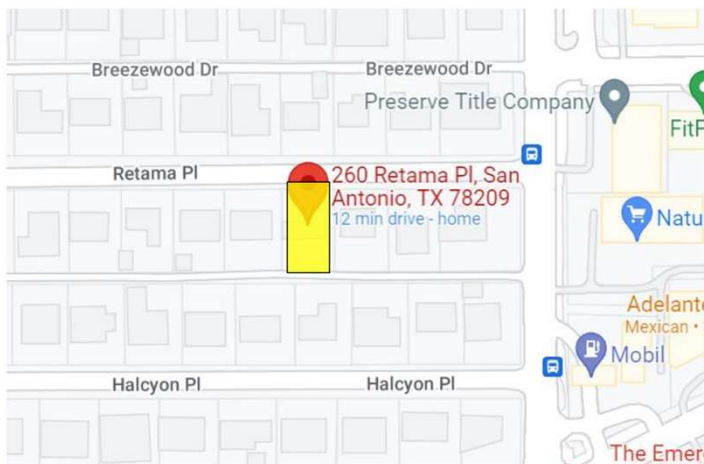 Breezewood Dr
Breezewood Dr
Preserve Title Company
FitF
Retama Pl
260 Retama Pl, San
Antonio, TX 78209
12 min drive - home
Natu
Adelante
Mexican •
Mobil
Halcyon Pl
Halcyon Pl
The Emer